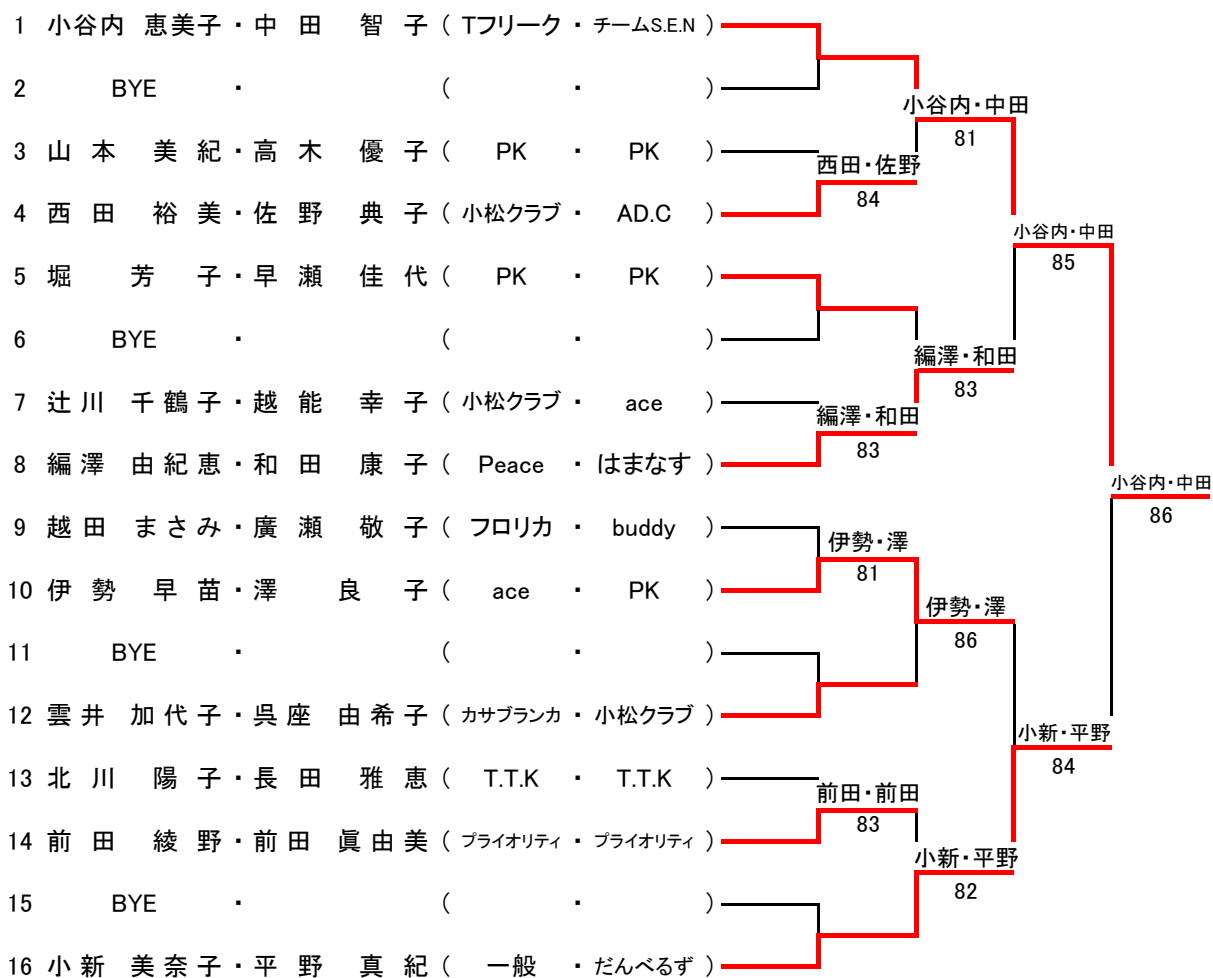 1 小谷内 恵美子・中田 智子 ( Tフリーク ・ チームS.E.N )
2 BYE ・ ( ・ )
小谷内・中田
81
3 山本 美紀・高木 優子 ( PK ・ PK )
西田・佐野
84
4 西田 裕美・佐野 典子 ( 小松クラブ ・ AD.C )
小谷内・中田
85
5 堀 芳子・早瀬 佳代 ( PK ・ PK )
6 BYE ・ ( ・ )
編澤・和田
83
7 辻川 千鶴子・越能 幸子 ( 小松クラブ ・ ace )
編澤・和田
83
8 編澤 由紀恵・和田 康子 ( Peace ・ はまなす )
小谷内・中田
86
9 越田 まさみ・廣瀬 敬子 ( フロリカ ・ buddy )
伊勢・澤
81
10 伊勢 早苗・澤 良子 ( ace ・ PK )
伊勢・澤
86
11 BYE ・ ( ・ )
12 雲井 加代子・呉座 由希子 ( カサブランカ ・ 小松クラブ )
小新・平野
84
13 北川 陽子・長田 雅恵 ( T.T.K ・ T.T.K )
前田・前田
83
14 前田 綾野・前田 眞由美 ( プライオリティ ・ プライオリティ )
小新・平野
82
15 BYE ・ ( ・ )
16 小新 美奈子・平野 真紀 ( 一般 ・ だんべるず )